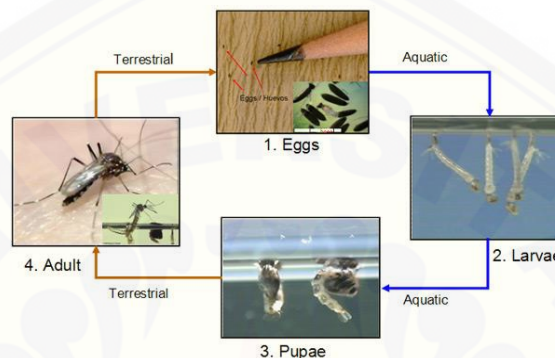 Terrestrial
Aquatic
Eggs / Huevos
1. Eggs
2. Larvae
4. Adult
Terrestrial
Aquatic
3. Pupae